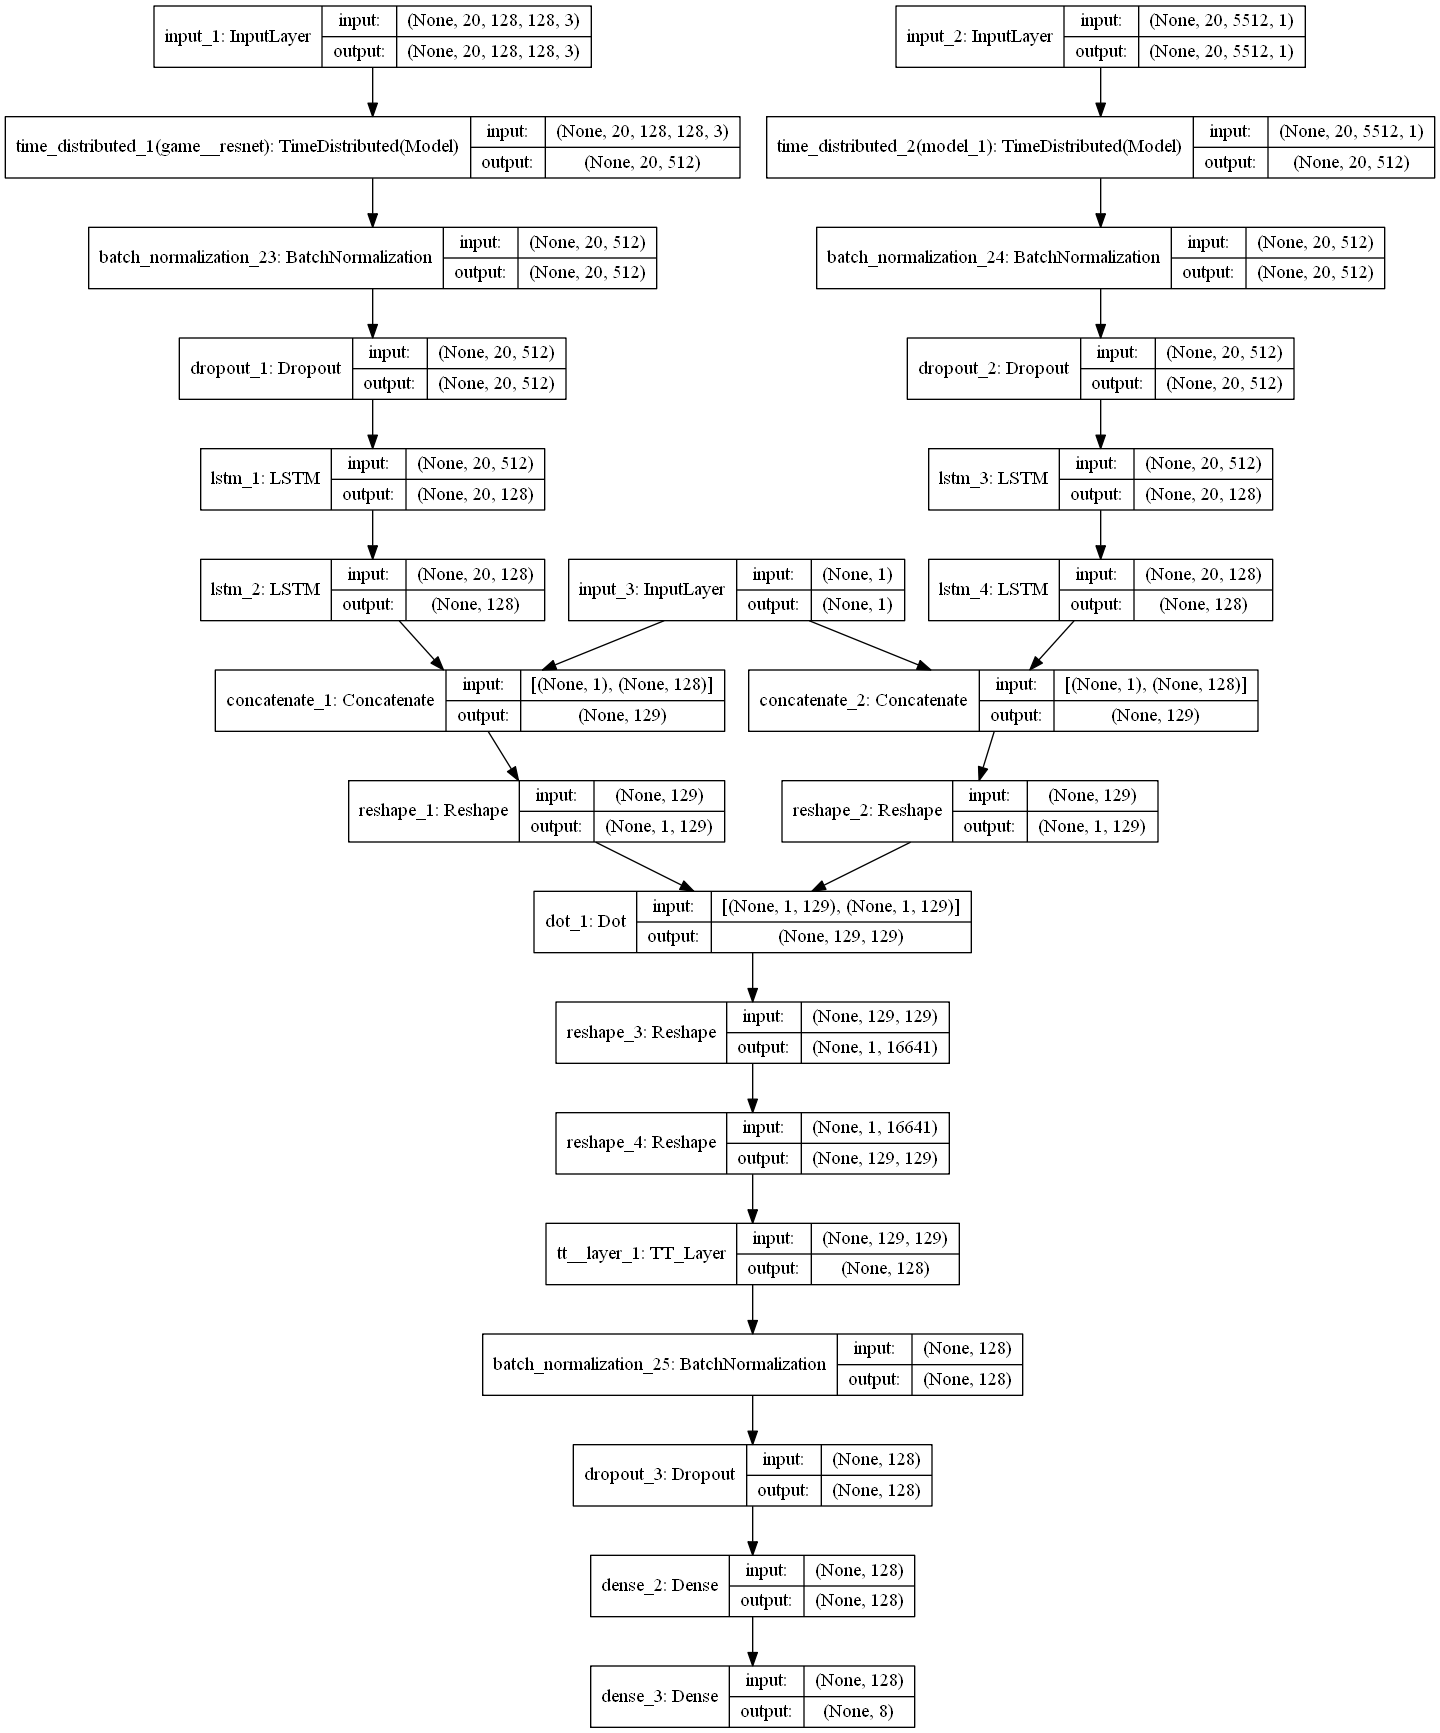 input_1: InputLayer
input: (None, 20, 128, 128, 3)
output: (None, 20, 128, 128, 3)
input_2: InputLayer
input: (None, 20, 5512, 1)
output: (None, 20, 5512, 1)
time_distributed_1(game__resnet): TimeDistributed(Model)
input: (None, 20, 128, 128, 3)
output: (None, 20, 512)
time_distributed_2(model_1): TimeDistributed(Model)
input: (None, 20, 5512, 1)
output: (None, 20, 512)
batch_normalization_23: BatchNormalization
input: (None, 20, 512)
output: (None, 20, 512)
batch_normalization_24: BatchNormalization
input: (None, 20, 512)
output: (None, 20, 512)
dropout_1: Dropout
input: (None, 20, 512)
output: (None, 20, 512)
dropout_2: Dropout
input: (None, 20, 512)
output: (None, 20, 512)
lstm_1: LSTM
input: (None, 20, 512)
output: (None, 20, 128)
lstm_3: LSTM
input: (None, 20, 512)
output: (None, 20, 128)
lstm_2: LSTM
input: (None, 20, 128)
output: (None, 128)
input_3: InputLayer
input: (None, 1)
output: (None, 1)
lstm_4: LSTM
input: (None, 20, 128)
output: (None, 128)
concatenate_1: Concatenate
input: [(None, 1), (None, 128)]
output: (None, 129)
concatenate_2: Concatenate
input: [(None, 1), (None, 128)]
output: (None, 129)
reshape_1: Reshape
input: (None, 129)
output: (None, 1, 129)
reshape_2: Reshape
input: (None, 129)
output: (None, 1, 129)
dot_1: Dot
input: [(None, 1, 129), (None, 1, 129)]
output: (None, 129, 129)
reshape_3: Reshape
input: (None, 129, 129)
output: (None, 1, 16641)
reshape_4: Reshape
input: (None, 1, 16641)
output: (None, 129, 129)
tt__layer_1: TT_Layer
input: (None, 129, 129)
output: (None, 128)
batch_normalization_25: BatchNormalization
input: (None, 128)
output: (None, 128)
dropout_3: Dropout
input: (None, 128)
output: (None, 128)
dense_2: Dense
input: (None, 128)
output: (None, 128)
dense_3: Dense
input: (None, 128)
output: (None, 8)